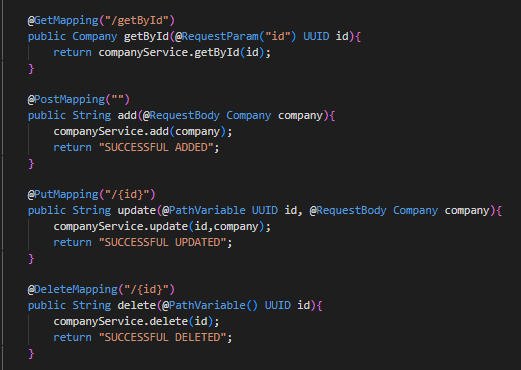 @GetMapping("/getById")
public Company getById(@RequestParam("id") UUID id){
return companyService.getById(id);
}
@PostMapping("")
public String add(@RequestBody Company company){
companyService.add(company);
return "SUCCESSFUL ADDED";
}
@PutMapping("/{id}")
public String update(@PathVariable UUID id, @RequestBody Company company){
companyService.update(id,company);
return "SUCCESSFUL UPDATED";
}
@DeleteMapping("/{id}")
public String delete(@PathVariable() UUID id){
companyService.delete(id);
return "SUCCESSFUL DELETED";
}